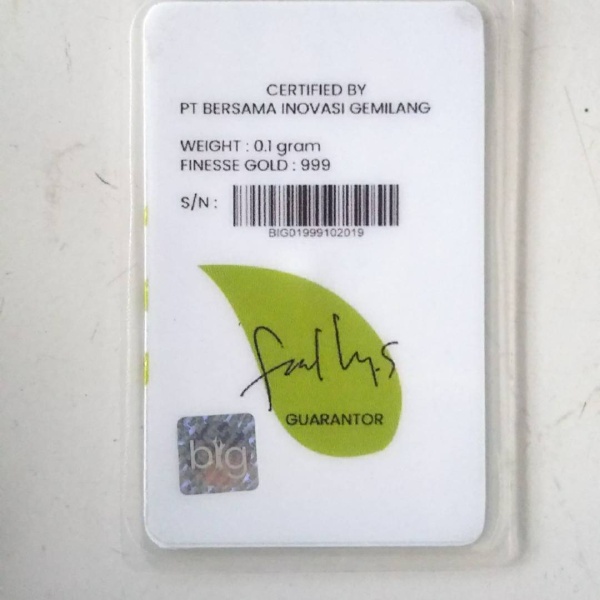 CERTIFIED BY
PT BERSAMA INOVASI GEMILANG
WEIGHT : 0.1 gram
FINESSE GOLD : 999
S/N :
BIG01999102019
GUARANTOR
big